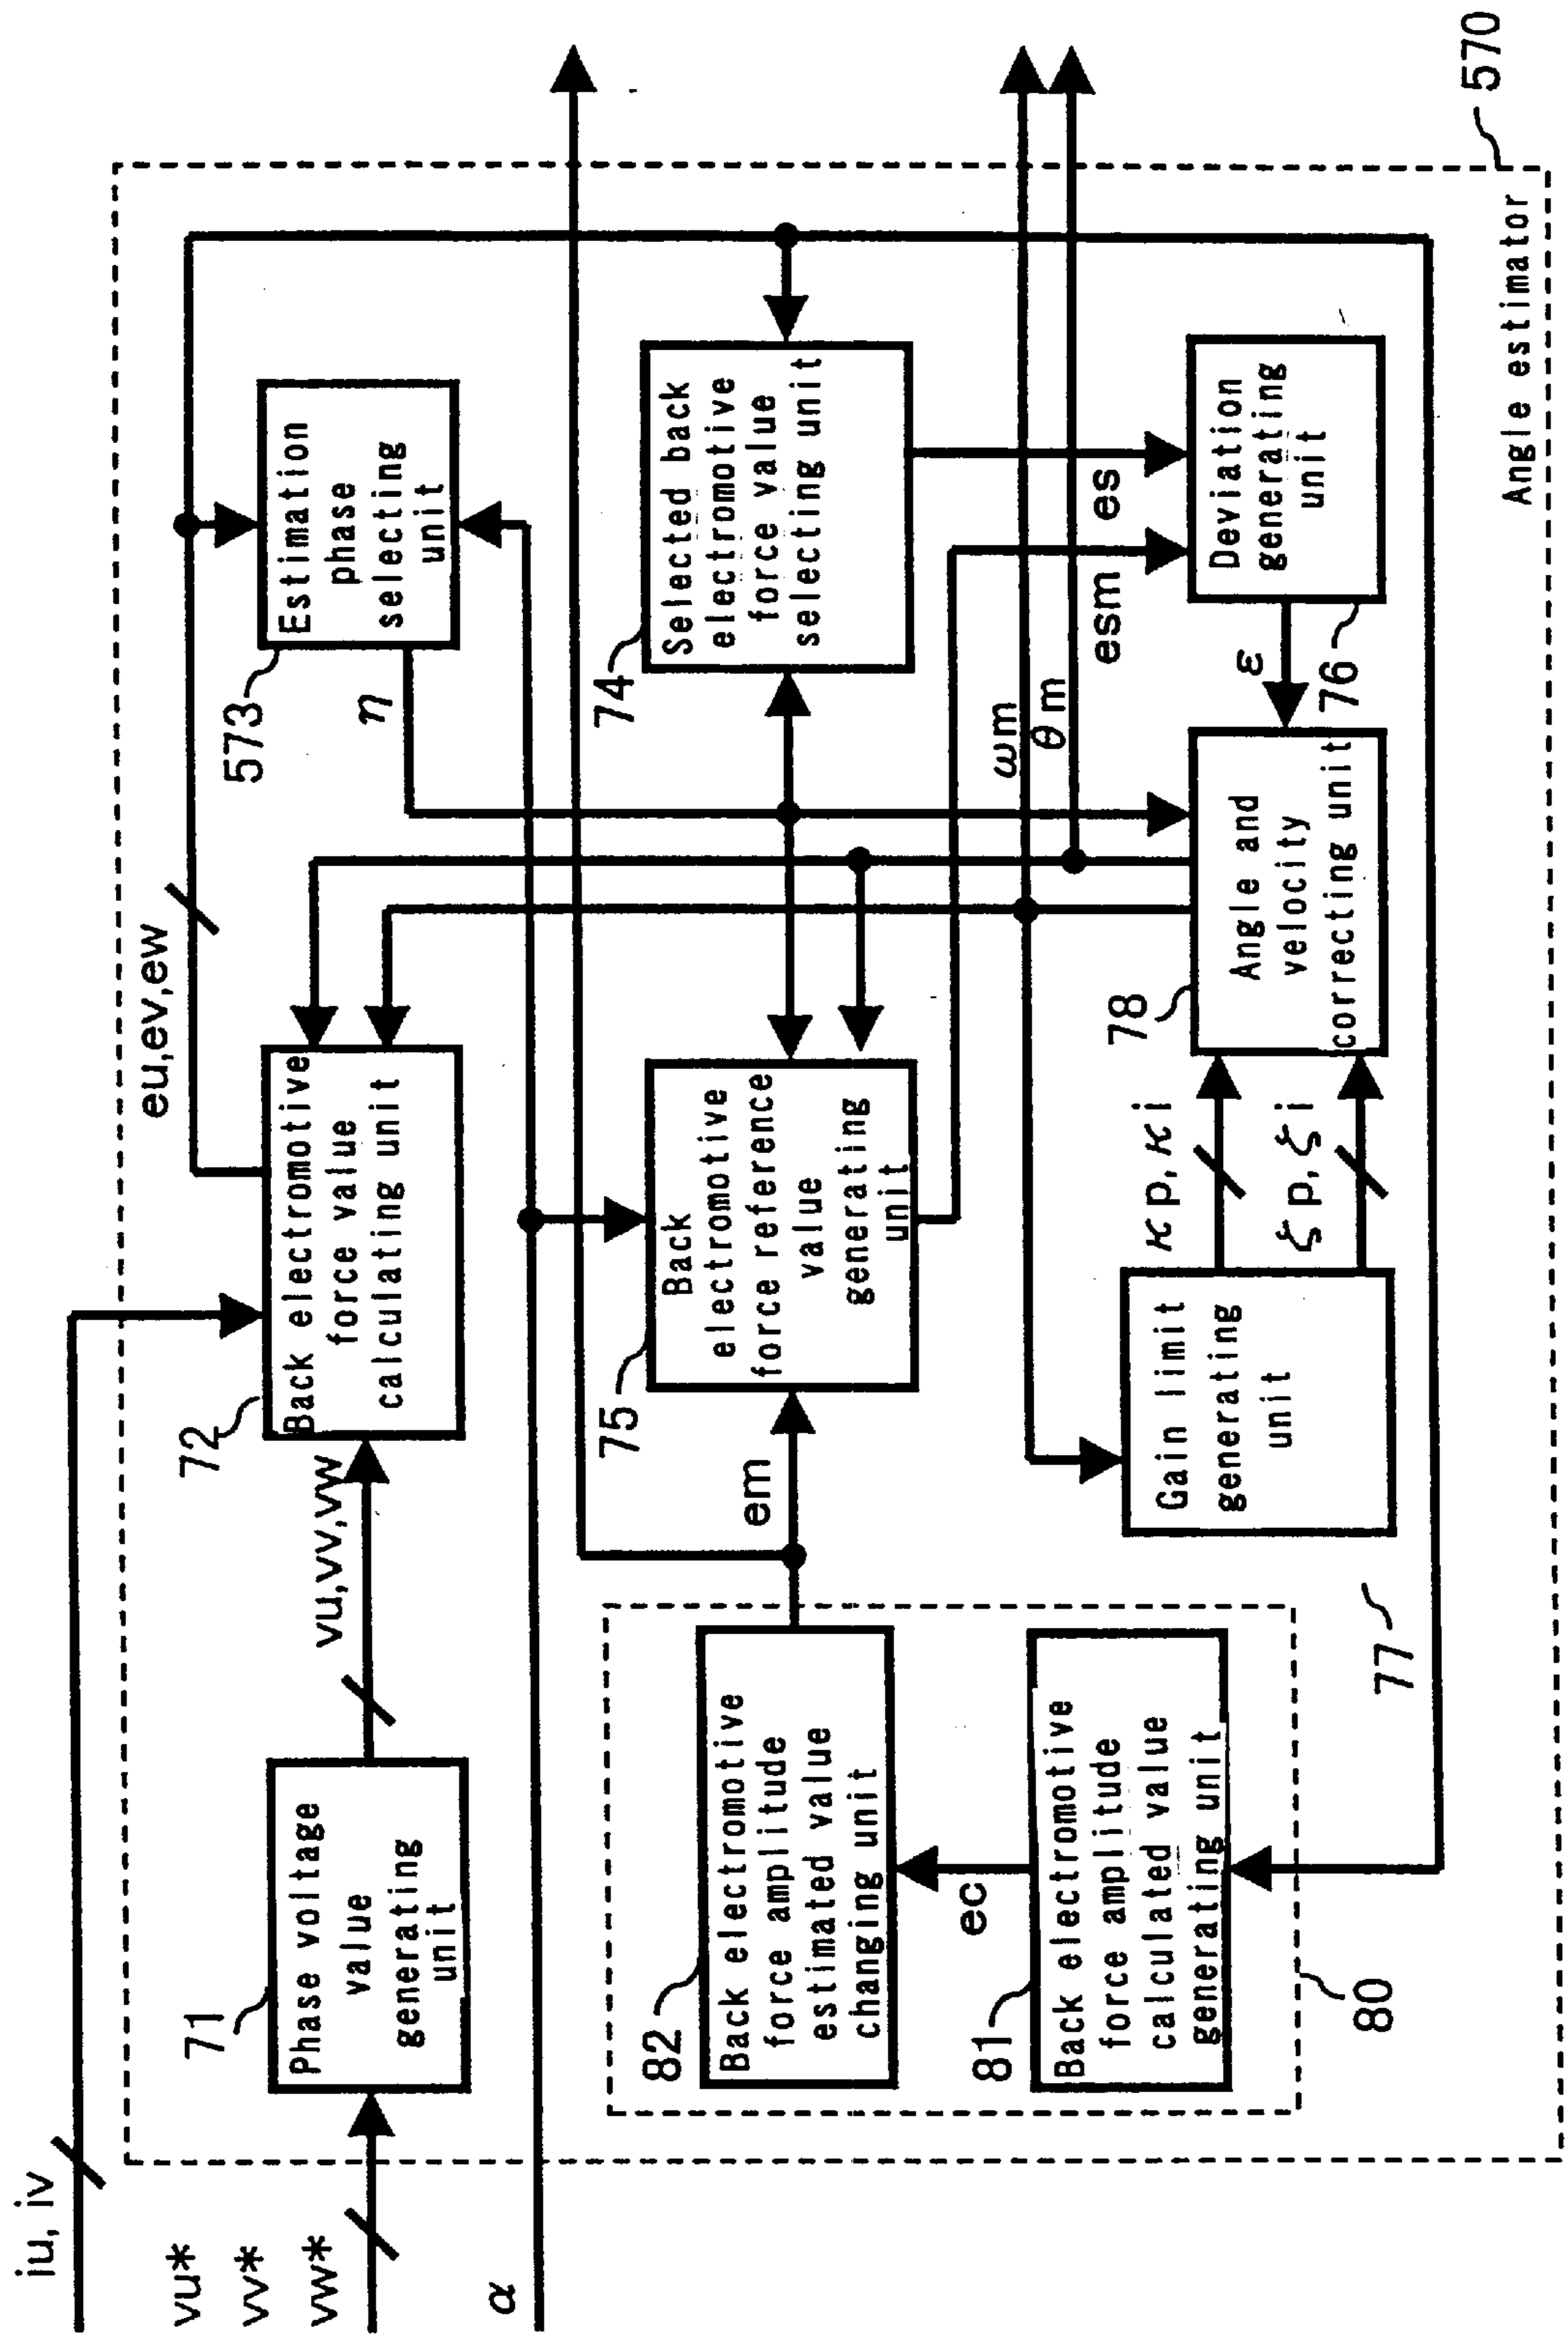 iu, iv
vu*
vv*
vw*
α
71
Phase voltage
value
generating
unit
vu,vv,vw
72
Back electromotive
force value
calculating unit
eu,ev,ew
573
Estimation
phase
selecting
unit
η
82
Back electromotive
force amplitude
estimated value
changing unit
em
75
Back
electromotive
force reference
value
generating
unit
74
Selected back
electromotive
force value
selecting unit
ωm
θm
esm
es
ec
81
Back electromotive
force amplitude
calculated value
generating unit
80
77
Gain limit
generating
unit
κp,κi
ζp,ζi
78
Angle and
velocity
correcting unit
ε
76
Deviation
generating
unit
Angle estimator
570